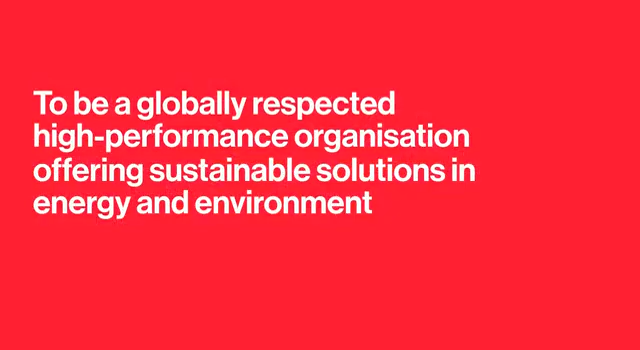 To be a globally respected
high-performance organisation
offering sustainable solutions in
energy and environment